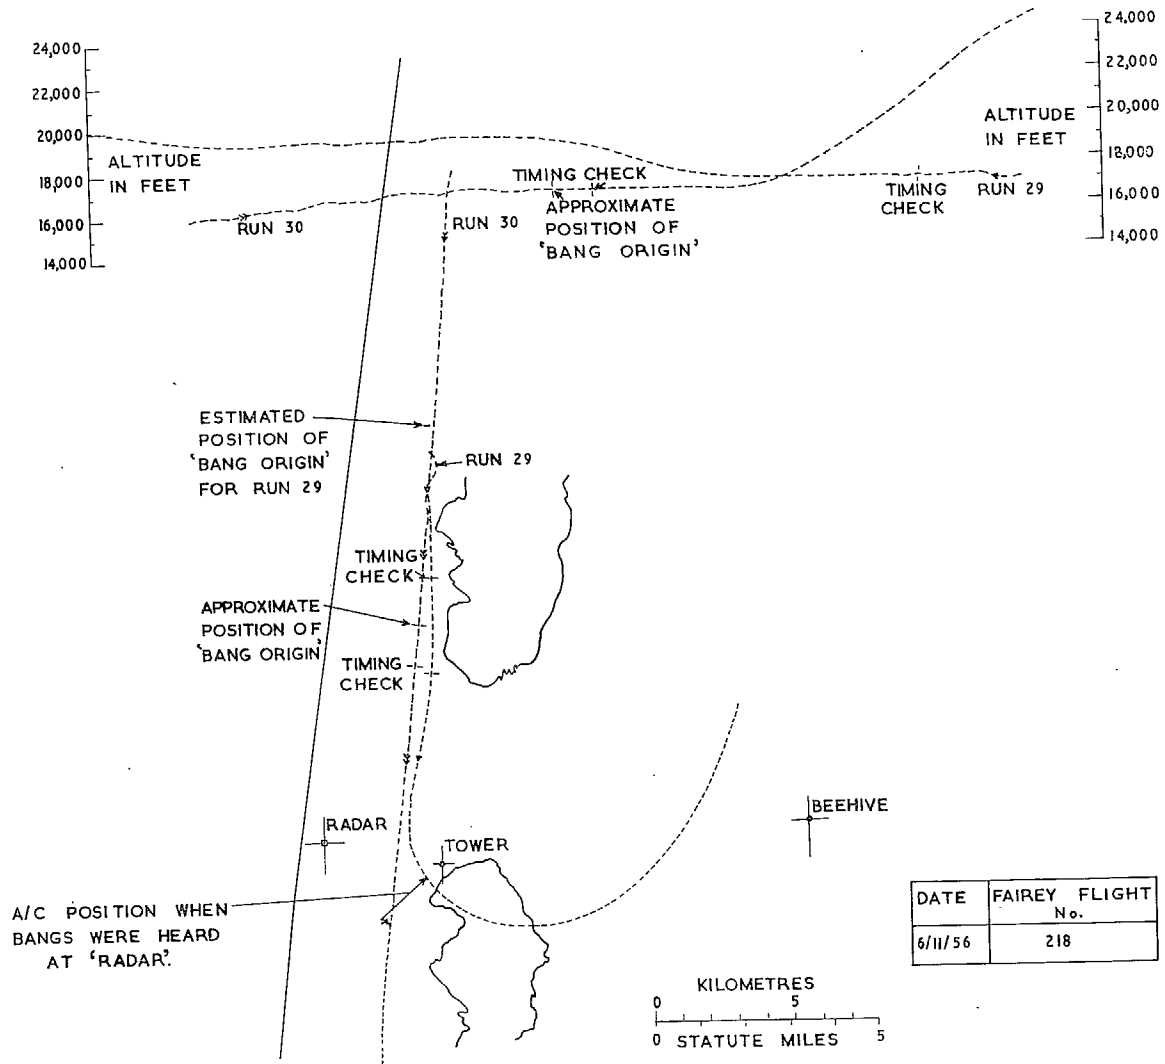 24,000
22,000
20,000
18,000
16,000
14,000
ALTITUDE
IN FEET
24,000
22,000
20,000
18,000
16,000
14,000
ALTITUDE
IN FEET
TIMING CHECK
APPROXIMATE
POSITION OF
'BANG ORIGIN'
TIMING
CHECK
RUN 29
RUN 30
RUN 30
ESTIMATED
POSITION OF
'BANG ORIGIN'
FOR RUN 29
RUN 29
TIMING
CHECK
APPROXIMATE
POSITION OF
'BANG ORIGIN'
TIMING
CHECK
RADAR
TOWER
BEEHIVE
A/C POSITION WHEN
BANGS WERE HEARD
AT 'RADAR'.
DATE
FAIREY FLIGHT
No.
6/11/56
218
KILOMETRES
0 5
0 5
STATUTE MILES